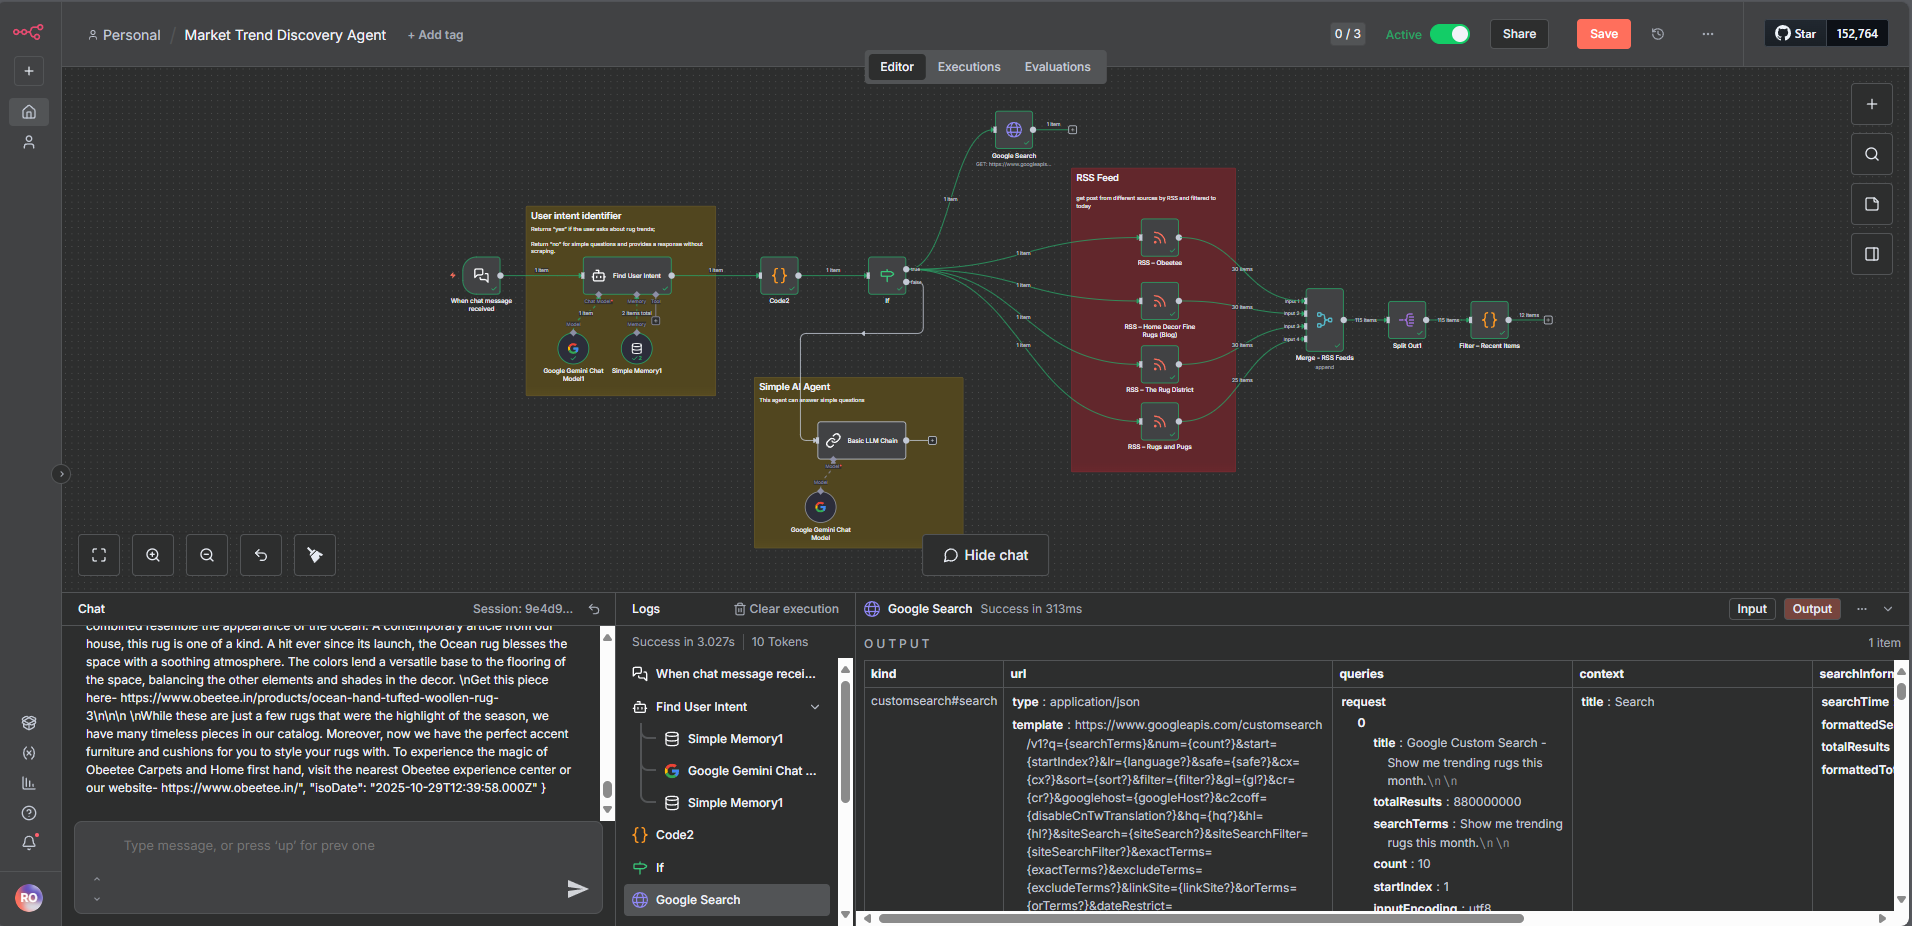 Personal / Market Trend Discovery Agent + Add tag
0 / 3 Active Share Save ··· Star 152,764
Editor Executions Evaluations
1 item
Google Search
GET: https://www.googleapis...
1 item
RSS Feed
get post from different sources by RSS and filtered to
today
User intent identifier
Returns "yes" if the user asks about rug trends;
Return "no" for simple questions and provides a response without
scraping.
When chat message
received
1 item
Find User Intent
Chat Model*
Memory
Tool
1 item
2 items total
Model
Memory
Google Gemini Chat
Model1
Simple Memory1
1 item
Code2
1 item
If
true
false
1 item
1 item
1 item
1 item
RSS – Obeetee
RSS – Home Decor Fine
Rugs (Blog)
RSS – The Rug District
RSS – Rugs and Pugs
30 items
30 items
30 items
25 items
Input 1
Input 2
Input 3
Input 4
Merge - RSS Feeds
append
115 items
Split Out1
115 items
Filter – Recent Items
12 items
Simple AI Agent
This agent can answer simple questions
Basic LLM Chain
Model*
Model
Google Gemini Chat
Model
Hide chat
Chat Session: 9e4d9...
combined resemble the appearance of the ocean. A contemporary article from our
house, this rug is one of a kind. A hit ever since its launch, the Ocean rug blesses the
space with a soothing atmosphere. The colors lend a versatile base to the flooring of
the space, balancing the other elements and shades in the decor. \nGet this piece
here- https://www.obeetee.in/products/ocean-hand-tufted-woollen-rug-
3\n\n\n \nWhile these are just a few rugs that were the highlight of the season, we
have many timeless pieces in our catalog. Moreover, now we have the perfect accent
furniture and cushions for you to style your rugs with. To experience the magic of
Obeetee Carpets and Home first hand, visit the nearest Obeetee experience center or
our website- https://www.obeetee.in/", "isoDate": "2025-10-29T12:39:58.000Z" }
Type message, or press 'up' for prev one
RO
Logs Clear execution
Success in 3.027s | 10 Tokens
When chat message recei...
Find User Intent
Simple Memory1
Google Gemini Chat ...
Simple Memory1
Code2
If
Google Search
Google Search Success in 313ms Input Output ···
OUTPUT 1 item
kind url queries context searchInform
customsearch#search
type : application/json
template : https://www.googleapis.com/customsearch
/v1?q={searchTerms}&num={count?}&start=
{startIndex?}&lr={language?}&safe={safe?}&cx=
{cx?}&sort={sort?}&filter={filter?}&gl={gl?}&cr=
{cr?}&googlehost={googleHost?}&c2coff=
{disableCnTwTranslation?}&hq={hq?}&hl=
{hl?}&siteSearch={siteSearch?}&siteSearchFilter=
{siteSearchFilter?}&exactTerms=
{exactTerms?}&excludeTerms=
{excludeTerms?}&linkSite={linkSite?}&orTerms=
{orTerms?}&dateRestrict=
request
0
title : Google Custom Search -
Show me trending rugs this
month.\n \n
totalResults : 880000000
searchTerms : Show me trending
rugs this month.\n \n
count : 10
startIndex : 1
inputEncoding : utf8
title : Search
searchTime
formattedSe
totalResults
formattedTo